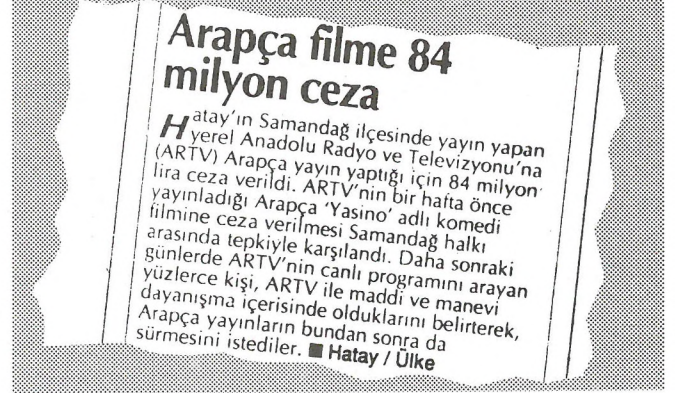 Arapça filme 84
milyon ceza
Hatay'ın Samandağ ilçesinde yayın yapan
yerel Anadolu Radyo ve Televizyonu'na
(ARTV) Arapça yayın yaptığı için 84 milyon
lira ceza verildi. ARTV'nin bir hafta önce
yayınladığı Arapça 'Yasino' adlı komedi
filmine ceza verilmesi Samandağ halkı
arasında tepkiyle karşılandı. Daha sonraki
günlerde ARTV'nin canlı programını arayan
yüzlerce kişi, ARTV ile maddi ve manevi
dayanışma içerisinde olduklarını belirterek,
Arapça yayınların bundan sonra da
sürmesini istediler. ■ Hatay / Ülke